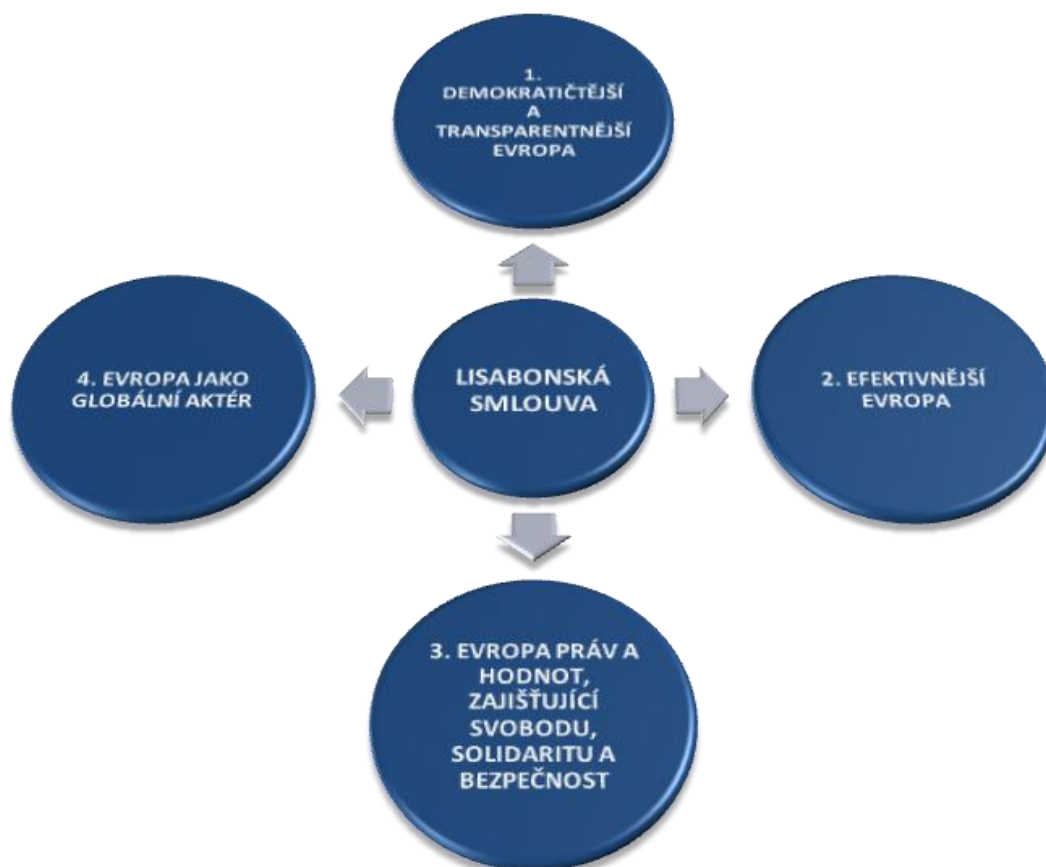 1.
DEMOKRATIČTĚJŠÍ
A
TRANSPARENTNĚJŠÍ
EVROPA
4. EVROPA JAKO
GLOBÁLNÍ AKTÉR
LISABONSKÁ
SMLOUVA
2. EFEKTIVNĚJŠÍ
EVROPA
3. EVROPA PRÁV A
HODNOT,
ZAJIŠŤUJÍCÍ
SVOBODU,
SOLIDARITU A
BEZPEČNOST